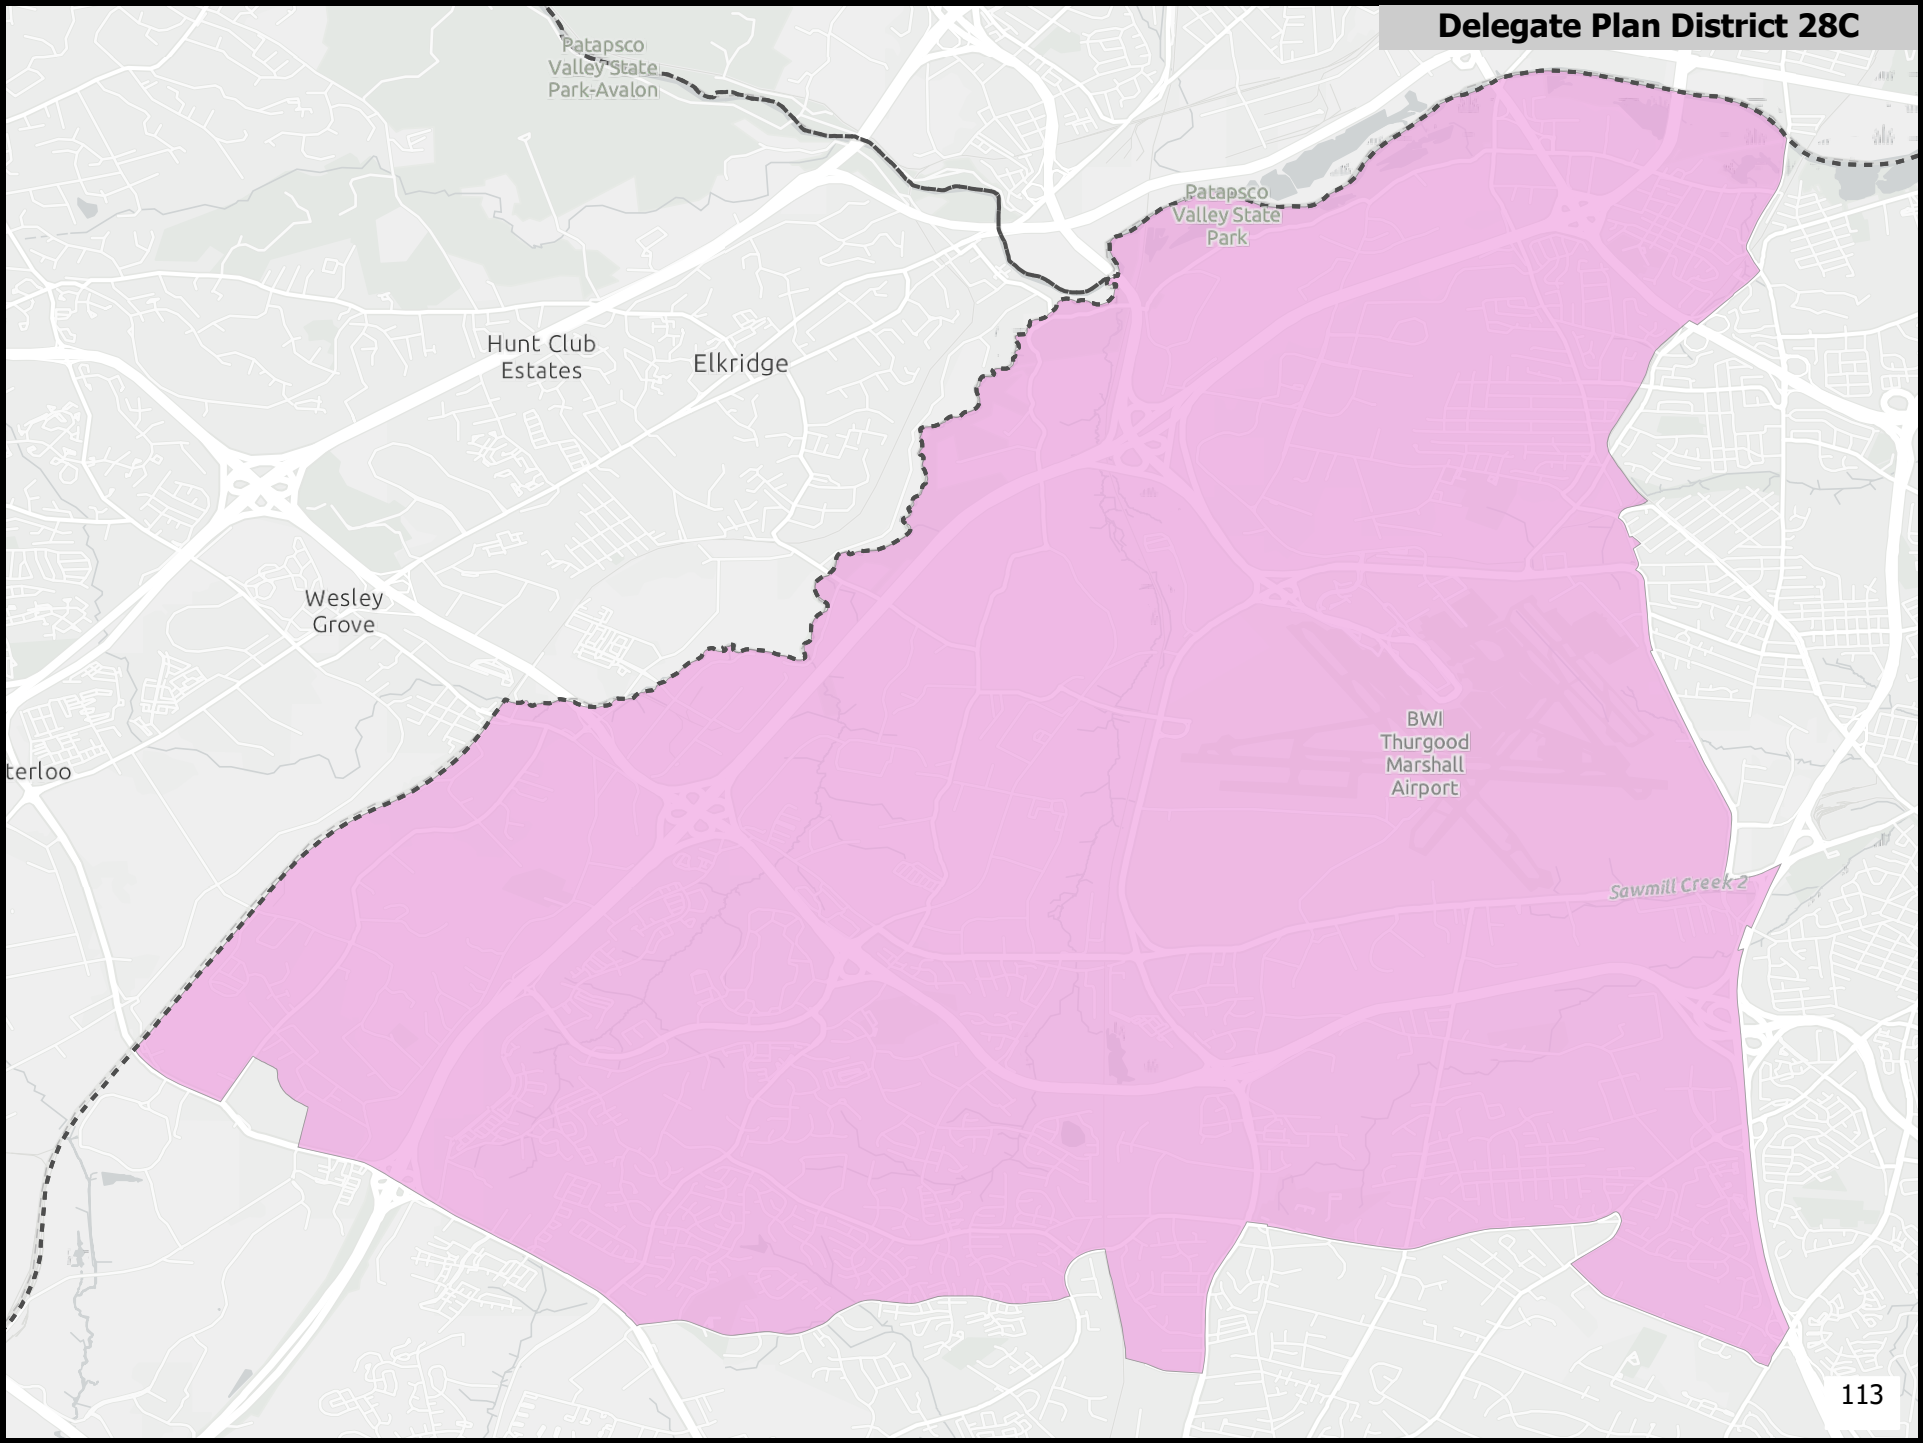 Delegate Plan District 28C
Patapsco
Valley State
Park-Avalon
Patapsco
Valley State
Park
Hunt Club
Estates
Elkridge
Wesley
Grove
terloo
BWI
Thurgood
Marshall
Airport
Sawmill Creek 2
113